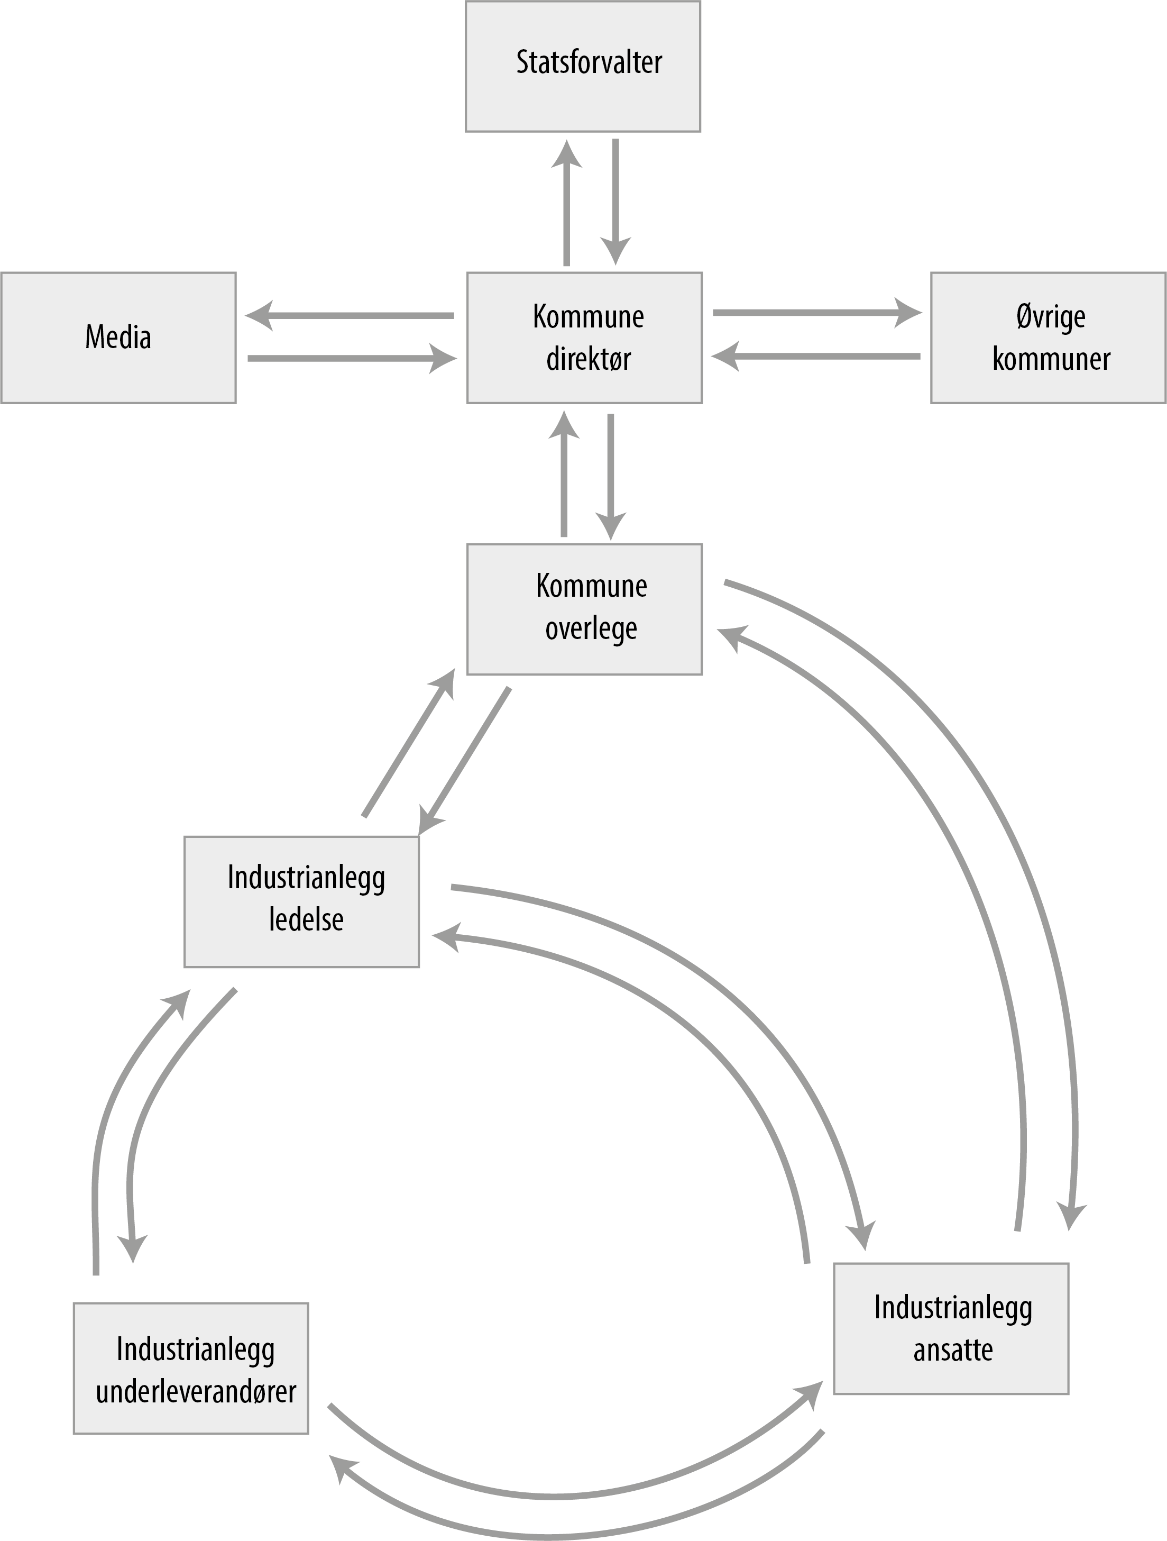 Statsforvalter
Media
Kommune
direktør
Øvrige
kommuner
Kommune
overlege
Industrianlegg
ledelse
Industrianlegg
ansatte
Industrianlegg
underleverandører